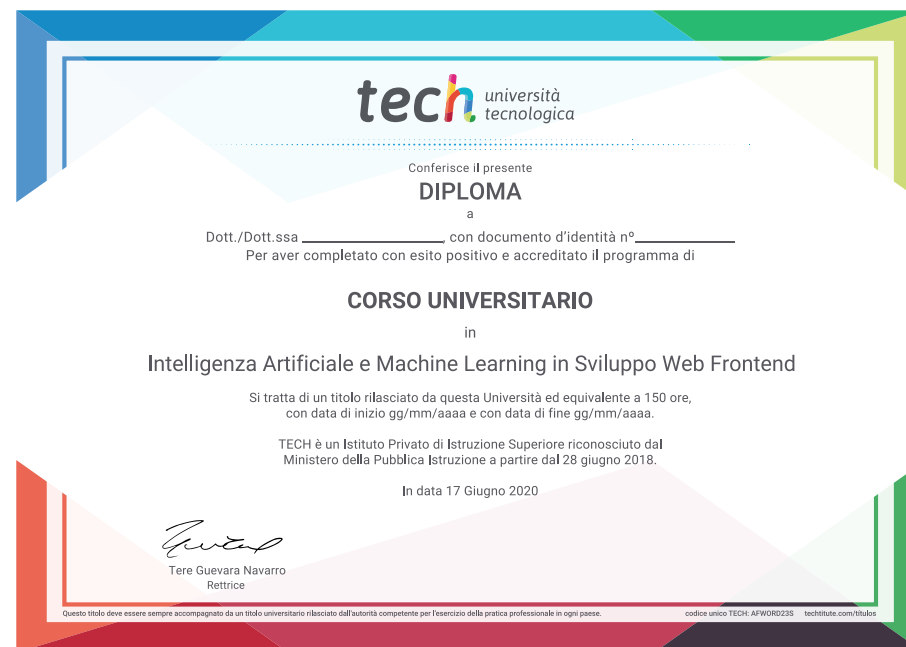 tech università
tecnologica
Conferisce il presente
DIPLOMA
a
Dott./Dott.ssa ____________________, con documento d'identità nº______________
Per aver completato con esito positivo e accreditato il programma di
CORSO UNIVERSITARIO
in
Intelligenza Artificiale e Machine Learning in Sviluppo Web Frontend
Si tratta di un titolo rilasciato da questa Università ed equivalente a 150 ore,
con data di inizio gg/mm/aaaa e con data di fine gg/mm/aaaa.
TECH è un Istituto Privato di Istruzione Superiore riconosciuto dal
Ministero della Pubblica Istruzione a partire dal 28 giugno 2018.
In data 17 Giugno 2020
Tere Guevara Navarro
Rettrice
Questo titolo deve essere sempre accompagnato da un titolo universitario rilasciato dall'autorità competente per l'esercizio della pratica professionale in ogni paese. codice unico TECH: AFWORD23S techtitute.com/títulos